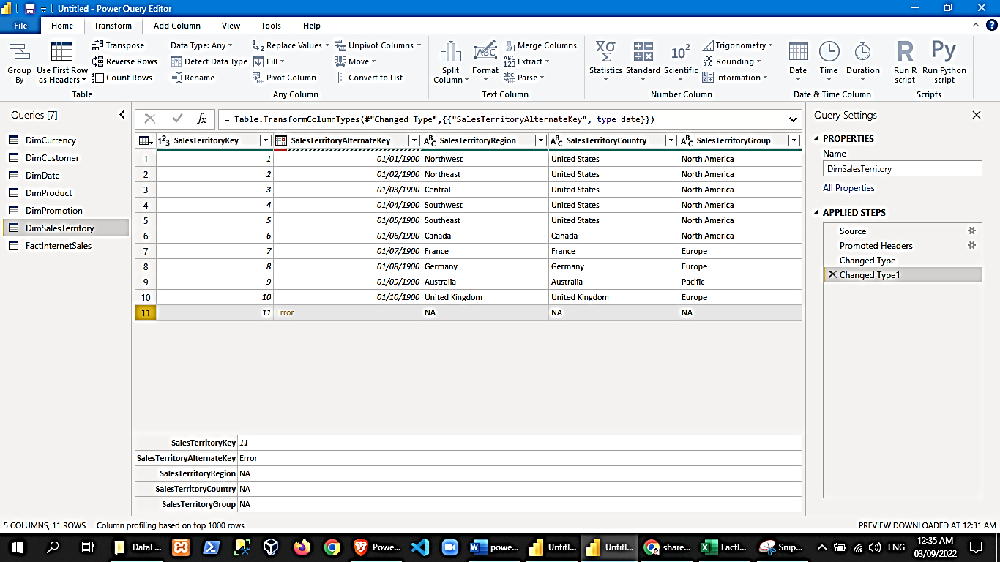 Untitled - Power Query Editor
File Home Transform Add Column View Tools Help
Group By
Use First Row as Headers
Transpose
Reverse Rows
Count Rows
Table
Data Type: Any
Detect Data Type
Rename
Replace Values
Fill
Pivot Column
Unpivot Columns
Move
Convert to List
Any Column
Split Column
Format
Merge Columns
Extract
Parse
Text Column
Statistics
Standard
Scientific
Trigonometry
Rounding
Information
Number Column
Date
Time
Duration
Date & Time Column
Run R script
Run Python script
Scripts
Queries [7]
DimCurrency
DimCustomer
DimDate
DimProduct
DimPromotion
DimSalesTerritory
FactInternetSales
fx = Table.TransformColumnTypes(#"Changed Type",{{"SalesTerritoryAlternateKey", type date}})
SalesTerritoryKey SalesTerritoryAlternateKey SalesTerritoryRegion SalesTerritoryCountry SalesTerritoryGroup
1 1 01/01/1900 Northwest United States North America
2 2 01/02/1900 Northeast United States North America
3 3 01/03/1900 Central United States North America
4 4 01/04/1900 Southwest United States North America
5 5 01/05/1900 Southeast United States North America
6 6 01/06/1900 Canada Canada North America
7 7 01/07/1900 France France Europe
8 8 01/08/1900 Germany Germany Europe
9 9 01/09/1900 Australia Australia Pacific
10 10 01/10/1900 United Kingdom United Kingdom Europe
11 11 Error NA NA NA
SalesTerritoryKey 11
SalesTerritoryAlternateKey Error
SalesTerritoryRegion NA
SalesTerritoryCountry NA
SalesTerritoryGroup NA
Query Settings
PROPERTIES
Name
DimSalesTerritory
All Properties
APPLIED STEPS
Source
Promoted Headers
Changed Type
Changed Type1
5 COLUMNS, 11 ROWS Column profiling based on top 1000 rows PREVIEW DOWNLOADED AT 12:31 AM
DataF... Powe... powe... Untitl... Untitl... share... FactI... Snip... ENG 12:35 AM
03/09/2022